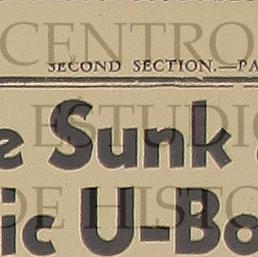 CENTRO
SECOND SECTION.—PA
ESTUDIO
e Sunk
DE HISTO
ic U-Bo